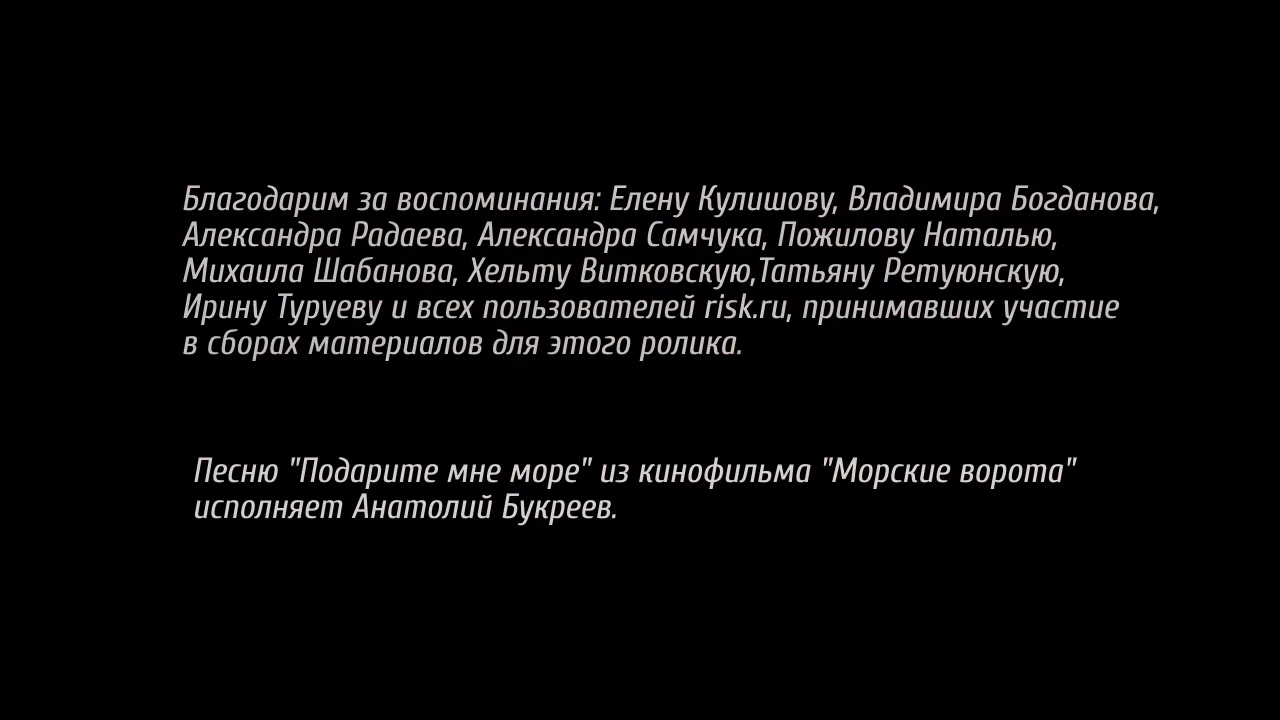 Благодарим за воспоминания: Елену Кулишову, Владимира Богданова,
Александра Радаева, Александра Самчука, Пожилову Наталью,
Михаила Шабанова, Хельту Витковскую,Татьяну Ретуюнскую,
Ирину Туруеву и всех пользователей risk.ru, принимавших участие
в сборах материалов для этого ролика.
Песню "Подарите мне море" из кинофильма "Морские ворота"
исполняет Анатолий Букреев.